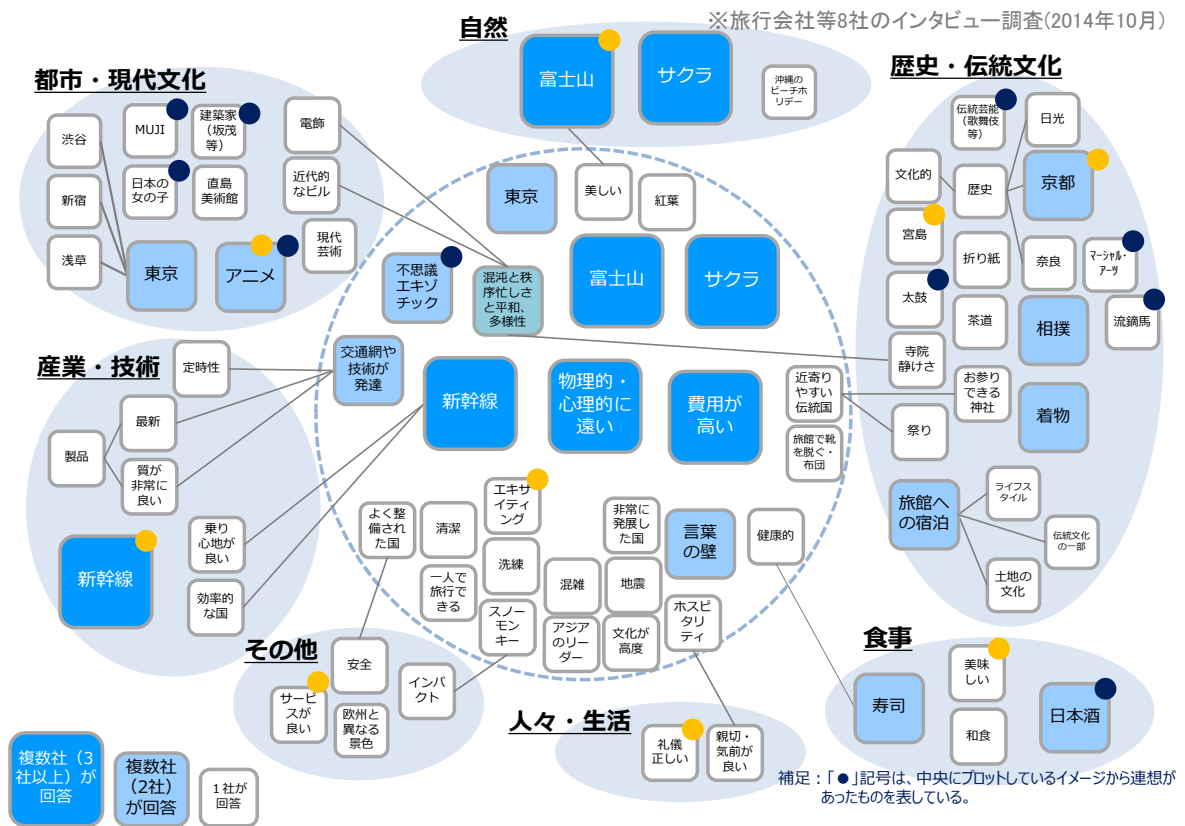 ※旅行会社等8社のインタビュー調査(2014年10月)
自然
富士山
サクラ
沖縄の
ビーチホ
リデー
都市・現代文化
渋谷
MUJI
建築家
(坂茂
等)
電飾
新宿
日本の
女の子
直島
美術館
近代的
なビル
浅草
東京
アニメ
現代
芸術
歴史・伝統文化
伝統芸能
(歌舞伎
等)
日光
文化的
歴史
京都
宮島
折り紙
奈良
マーシャル・
アーツ
太鼓
茶道
相撲
流鏑馬
寺院
静けさ
お参り
できる
神社
着物
祭り
旅館へ
の宿泊
ライフス
タイル
伝統文化
の一部
土地の
文化
東京
美しい
紅葉
不思議
エキゾ
チック
混沌と秩
序忙しさ
と平和、
多様性
富士山
サクラ
交通網や
技術が
発達
新幹線
物理的・
心理的に
遠い
費用が
高い
近寄り
やすい
伝統国
旅館で靴
を脱ぐ・
布団
よく整
備され
た国
清潔
エキサ
イティ
ング
非常に
発展し
た国
言葉
の壁
健康的
一人で
旅行で
きる
洗練
混雑
地震
スノー
モン
キー
アジア
のリー
ダー
文化が
高度
ホスピ
タリティ
産業・技術
定時性
最新
製品
質が
非常に
良い
新幹線
乗り
心地が
良い
効率的
な国
その他
安全
インパ
クト
サービ
スが
良い
欧州と
異なる
景色
人々・生活
礼儀
正しい
親切・
気前が
良い
食事
寿司
美味
しい
和食
日本酒
複数社(3
社以上)が
回答
複数社
(2社)
が回答
1社が
回答
補足:「●」記号は、中央にプロットしているイメージから連想が
あったものを表している。